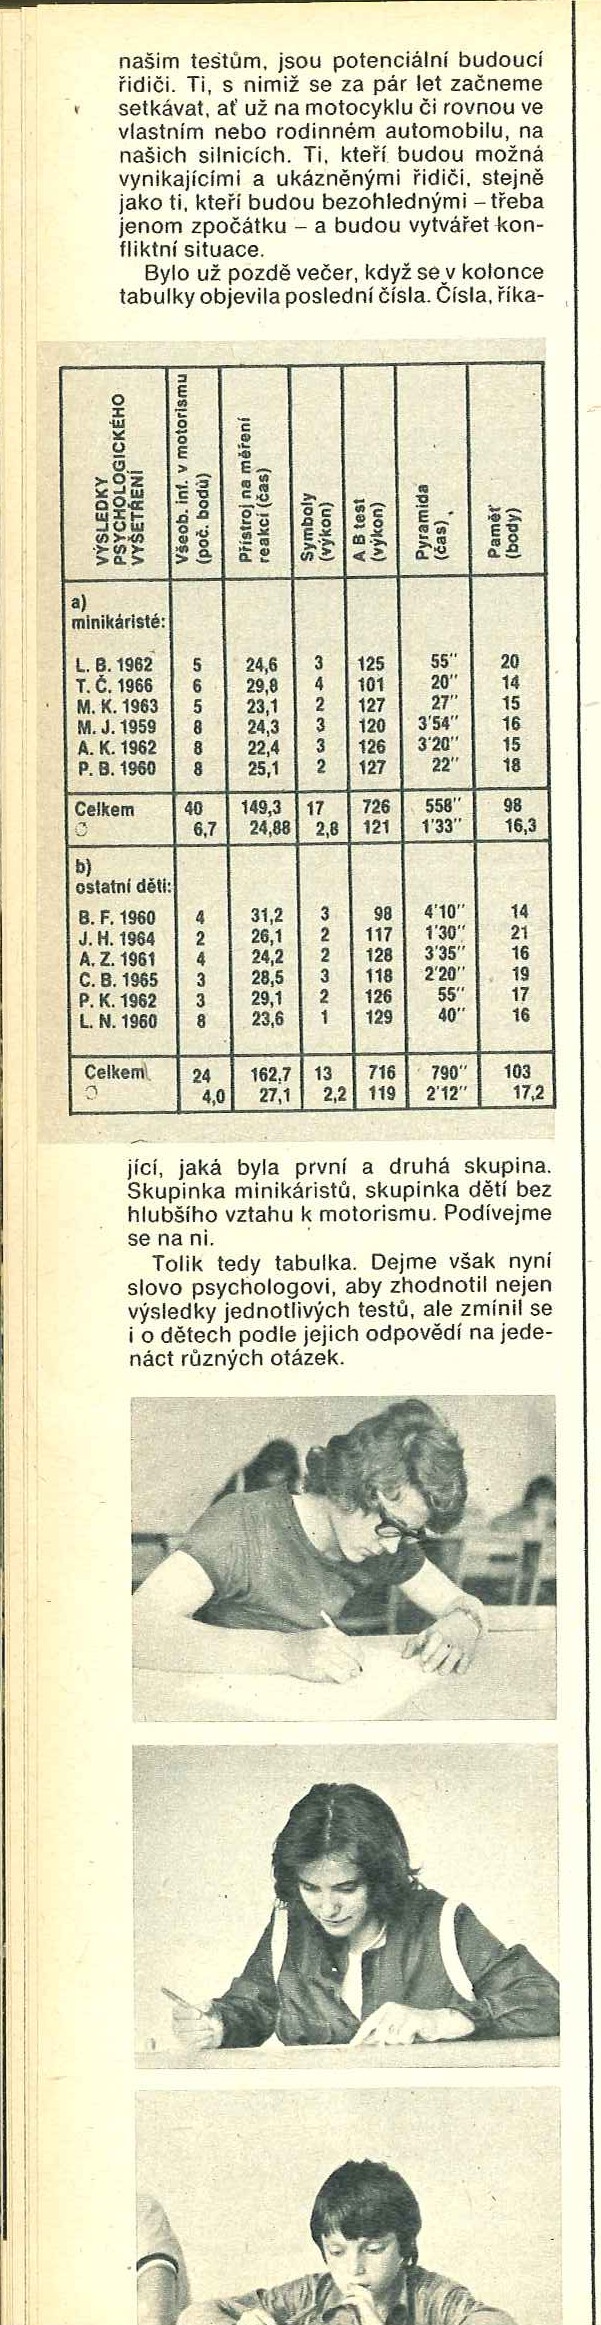 našim testům, jsou potenciální budoucí
řidiči. Ti, s nimiž se za pár let začneme
setkávat, ať už na motocyklu či rovnou ve
vlastním nebo rodinném automobilu, na
našich silnicích. Ti, kteří budou možná
vynikajícími a ukázněnými řidiči, stejně
jako ti, kteří budou bezohlednými – třeba
jenom zpočátku – a budou vytvářet kon-
fliktní situace.
Bylo už pozdě večer, když se v kolonce
tabulky objevila poslední čísla. Čísla, říka-
VÝSLEDKY
PSYCHOLOGICKÉHO
VYŠETŘENÍ
Všeob. inf. v motorismu
(poč. bodů)
Přístroj na měření
reakcí (čas)
Symboly
(výkon)
A B test
(výkon)
Pyramida
(čas)
Paměť
(body)
a)
minikáristé:
L. B. 1962 5 24,6 3 125 55" 20
T. Č. 1966 6 29,8 4 101 20" 14
M. K. 1963 5 23,1 2 127 27" 15
M. J. 1959 8 24,3 3 120 3'54" 16
A. K. 1962 8 22,4 3 126 3'20" 15
P. B. 1960 8 25,1 2 127 22" 18
Celkem 40 149,3 17 726 558" 98
∅ 6,7 24,88 2,8 121 1'33" 16,3
b)
ostatní děti:
B. F. 1960 4 31,2 3 98 4'10" 14
J. H. 1964 2 26,1 2 117 1'30" 21
A. Z. 1961 4 24,2 2 128 3'35" 16
C. B. 1965 3 28,5 3 118 2'20" 19
P. K. 1962 3 29,1 2 126 55" 17
L. N. 1960 8 23,6 1 129 40" 16
Celkem 24 162,7 13 716 790" 103
∅ 4,0 27,1 2,2 119 2'12" 17,2
jící, jaká byla první a druhá skupina.
Skupinka minikáristů, skupinka dětí bez
hlubšího vztahu k motorismu. Podívejme
se na ni.
Tolik tedy tabulka. Dejme však nyní
slovo psychologovi, aby zhodnotil nejen
výsledky jednotlivých testů, ale zmínil se
i o dětech podle jejich odpovědí na jede-
náct různých otázek.